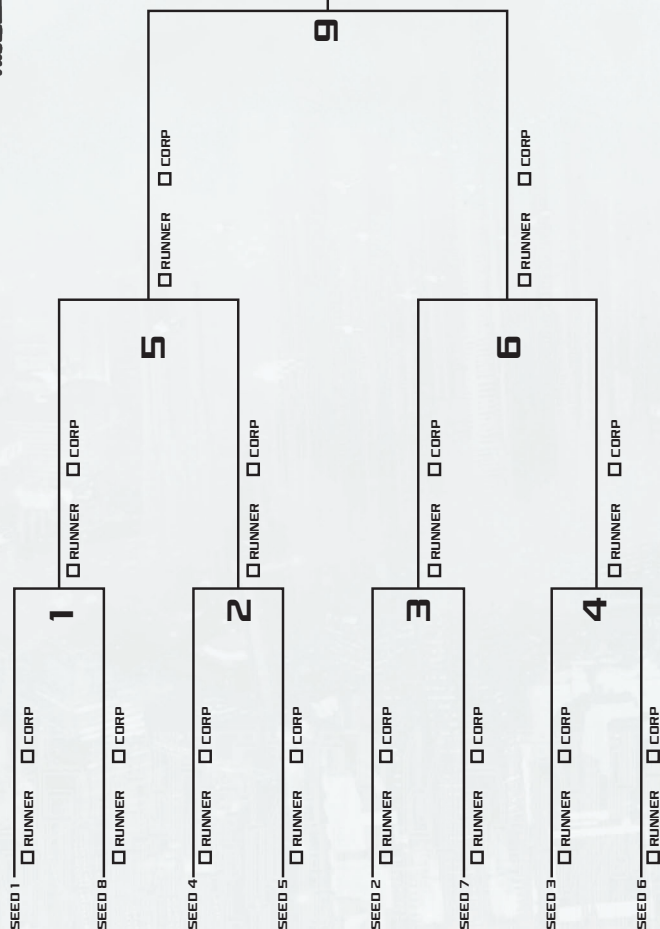 SEED 1
RUNNER CORP
1
RUNNER CORP
SEED 8
RUNNER CORP
5
RUNNER CORP
SEED 4
RUNNER CORP
2
RUNNER CORP
SEED 5
RUNNER CORP
9
SEED 2
RUNNER CORP
3
RUNNER CORP
SEED 7
RUNNER CORP
6
RUNNER CORP
SEED 3
RUNNER CORP
4
RUNNER CORP
SEED 6
RUNNER CORP